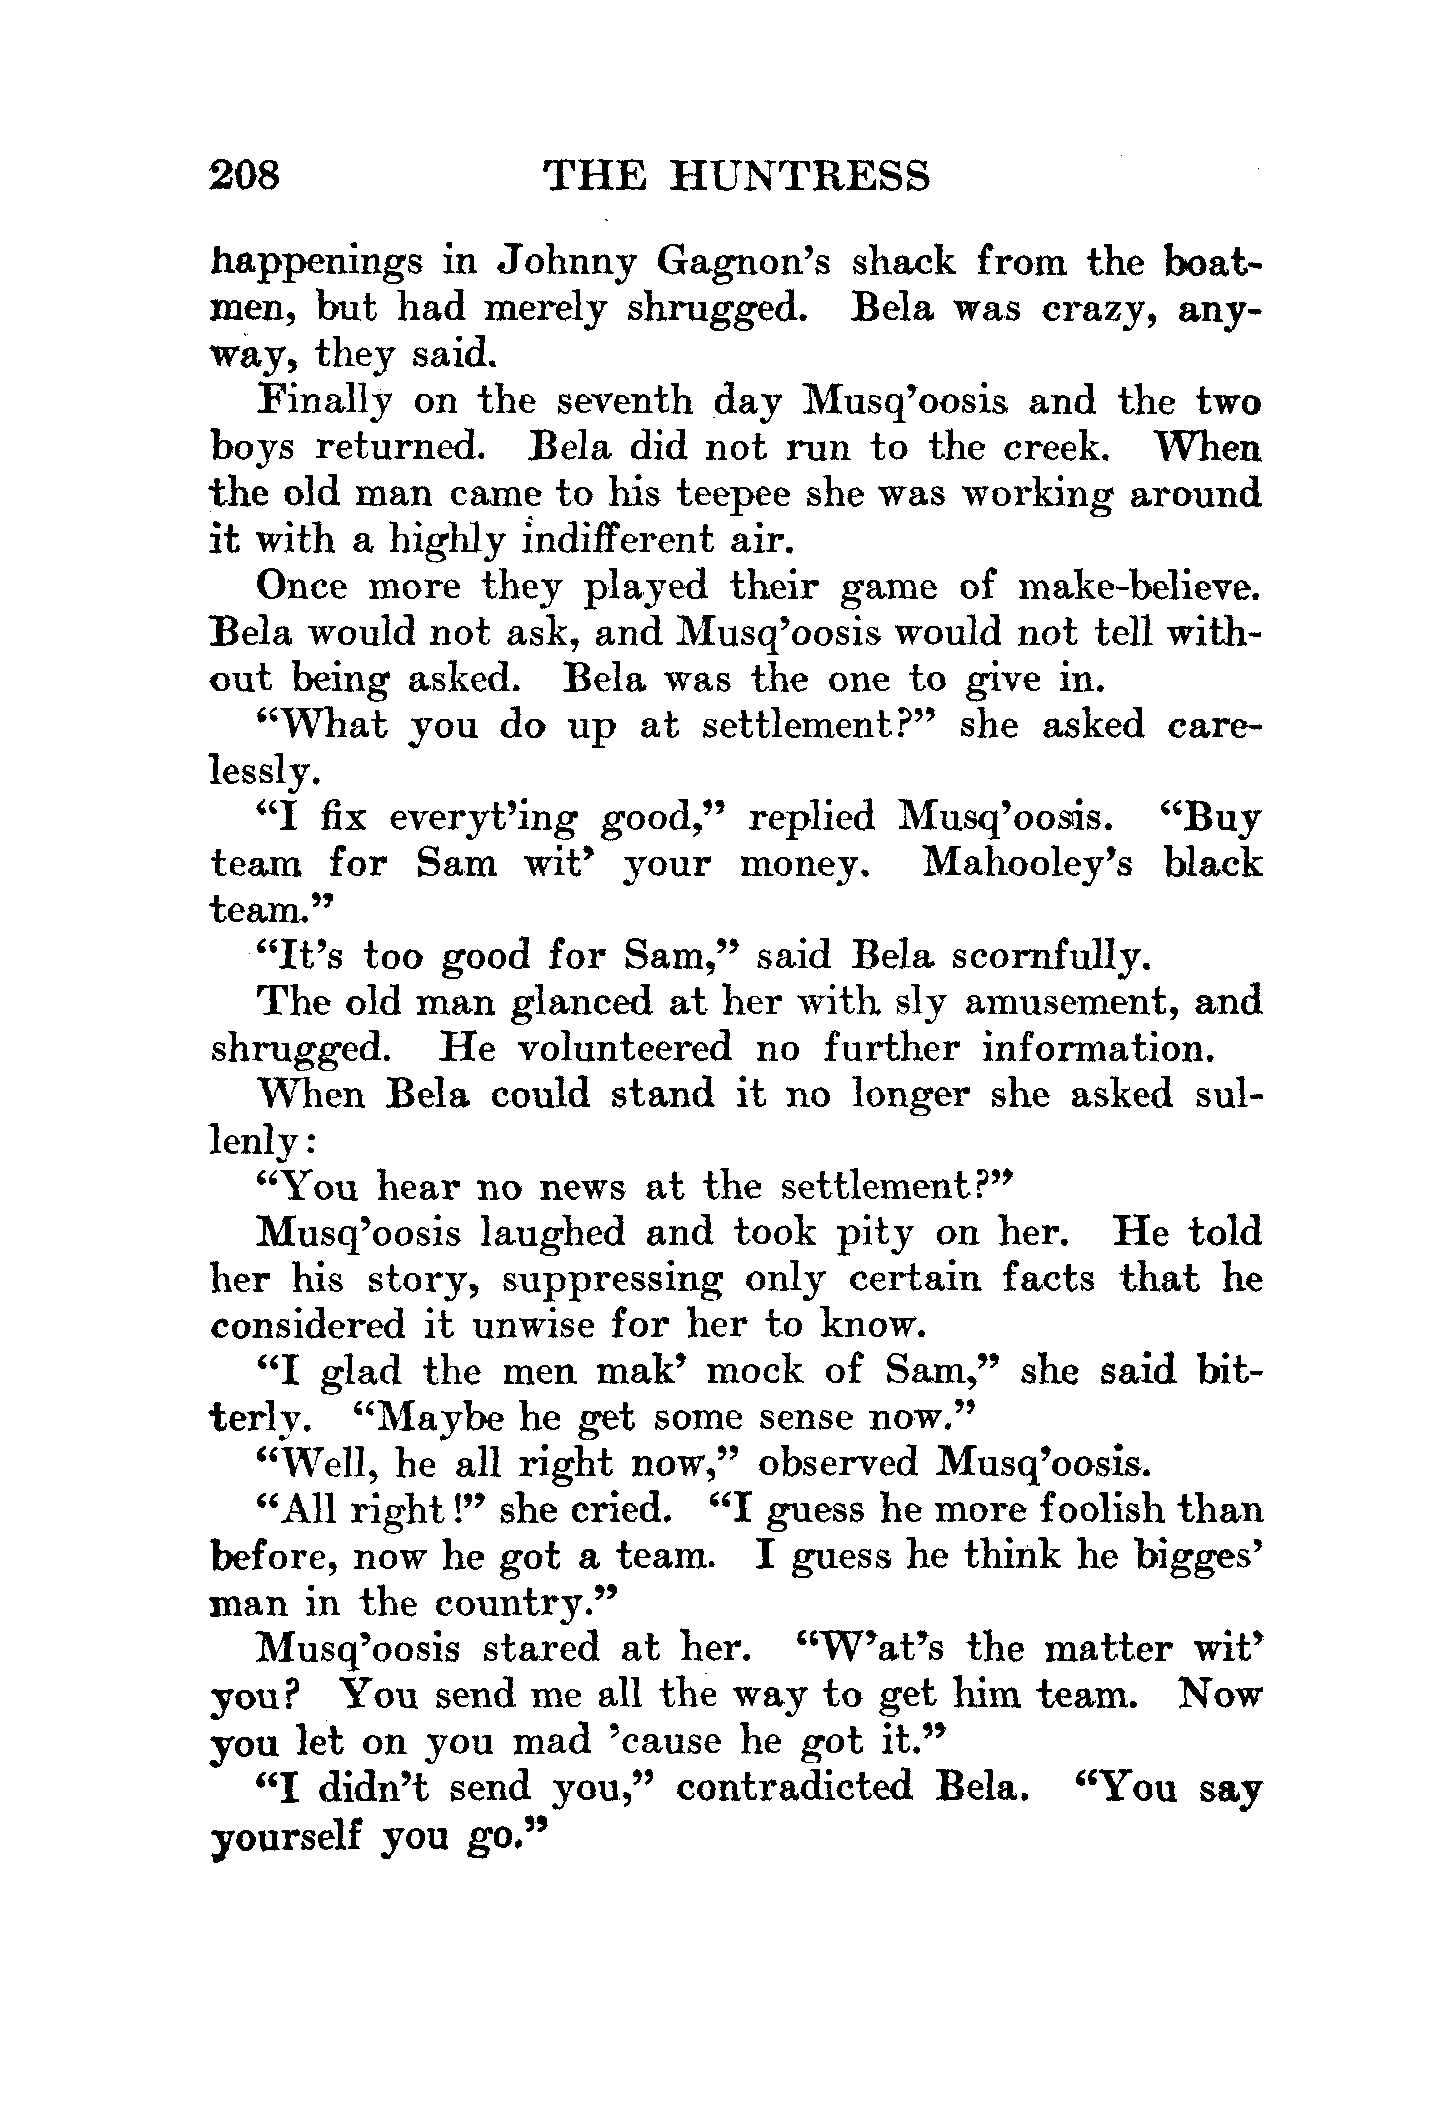 208 THE HUNTRESS
happenings in Johnny Gagnon’s shack from the boat-
men, but had merely shrugged. Bela was crazy, any-
way, they said.
Finally on the seventh day Musq’oosis and the two
boys returned. Bela did not run to the creek. When
the old man came to his teepee she was working around
it with a highly indifferent air.
Once more they played their game of make-believe.
Bela would not ask, and Musq’oosis would not tell with-
out being asked. Bela was the one to give in.
“What you do up at settlement?” she asked care-
lessly.
“I fix everyt’ing good,” replied Musq’oosis. “Buy
team for Sam wit’ your money. Mahooley’s black
team.”
“It’s too good for Sam,” said Bela scornfully.
The old man glanced at her with sly amusement, and
shrugged. He volunteered no further information.
When Bela could stand it no longer she asked sul-
lenly:
“You hear no news at the settlement?”
Musq’oosis laughed and took pity on her. He told
her his story, suppressing only certain facts that he
considered it unwise for her to know.
“I glad the men mak’ mock of Sam,” she said bit-
terly. “Maybe he get some sense now.”
“Well, he all right now,” observed Musq’oosis.
“All right!” she cried. “I guess he more foolish than
before, now he got a team. I guess he think he bigges’
man in the country.”
Musq’oosis stared at her. “W’at’s the matter wit’
you? You send me all the way to get him team. Now
you let on you mad ’cause he got it.”
“I didn’t send you,” contradicted Bela. “You say
yourself you go.”